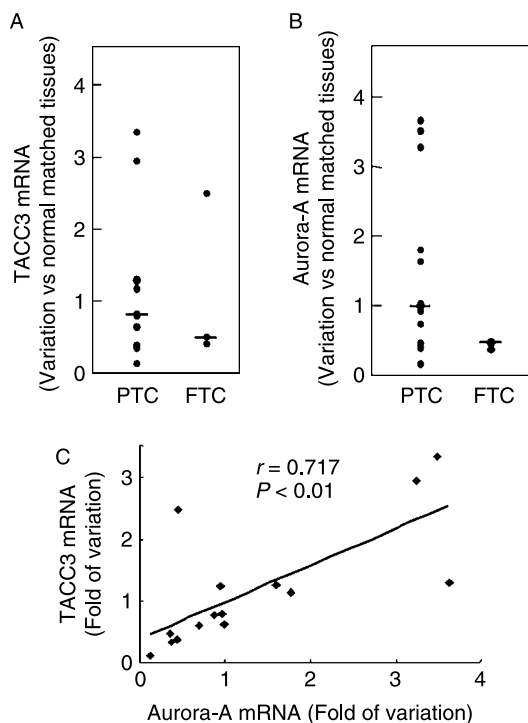 A
TACC3 mRNA
(Variation vs normal matched tissues)
4
3
2
1
0
PTC FTC
B
Aurora-A mRNA
(Variation vs normal matched tissues)
4
3
2
1
0
PTC FTC
C
TACC3 mRNA
(Fold of variation)
r = 0.717
P < 0.01
3
2
1
0
0 1 2 3 4
Aurora-A mRNA (Fold of variation)